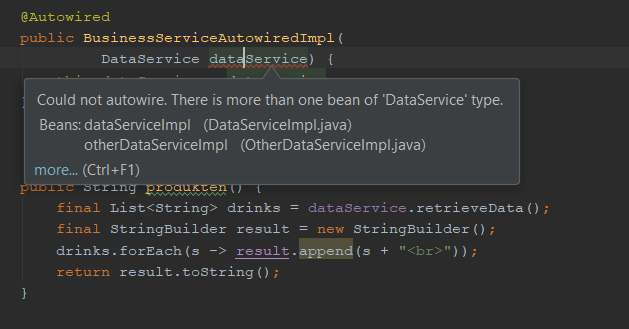 @Autowired
public BusinessServiceAutowiredImpl(
DataService dataService) {
Could not autowire. There is more than one bean of 'DataService' type.
Beans: dataServiceImpl (DataServiceImpl.java)
otherDataServiceImpl (OtherDataServiceImpl.java)
more... (Ctrl+F1)
public String produkten() {
final List<String> drinks = dataService.retrieveData();
final StringBuilder result = new StringBuilder();
drinks.forEach(s -> result.append(s + "<br>"));
return result.toString();
}